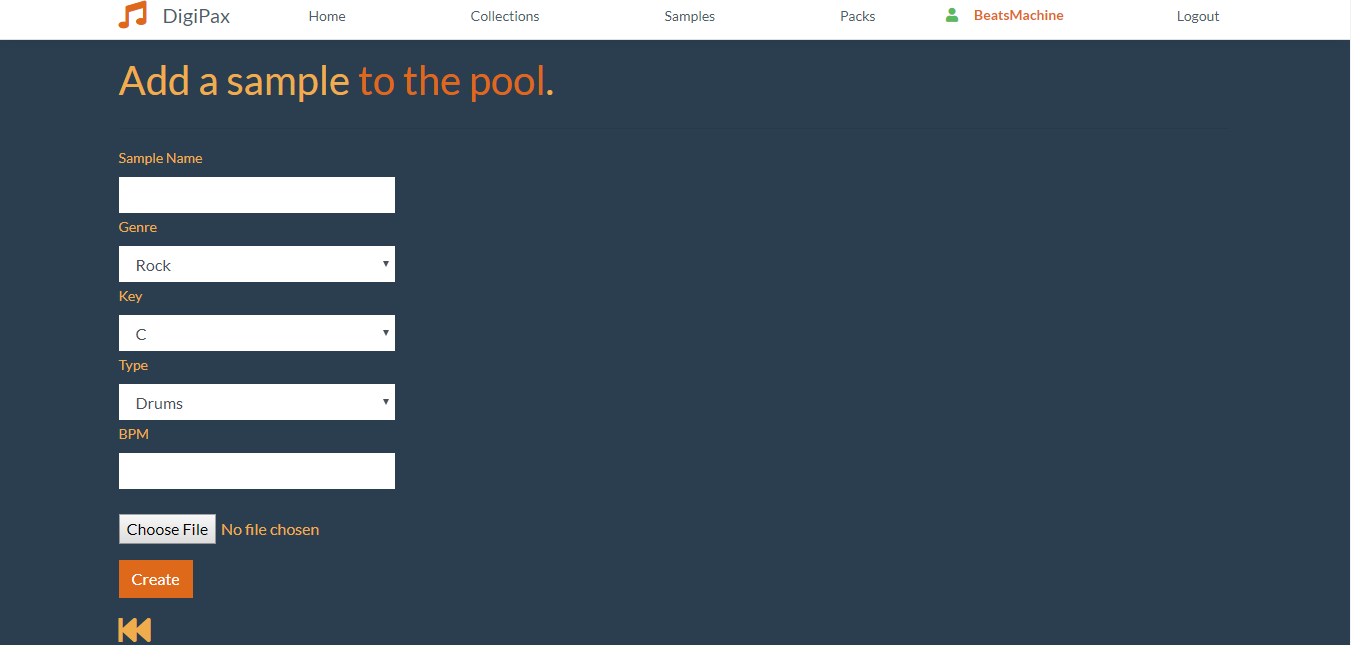 DigiPax Home Collections Samples Packs BeatsMachine Logout
Add a sample to the pool.
Sample Name
Genre
Rock
Key
C
Type
Drums
BPM
Choose File No file chosen
Create